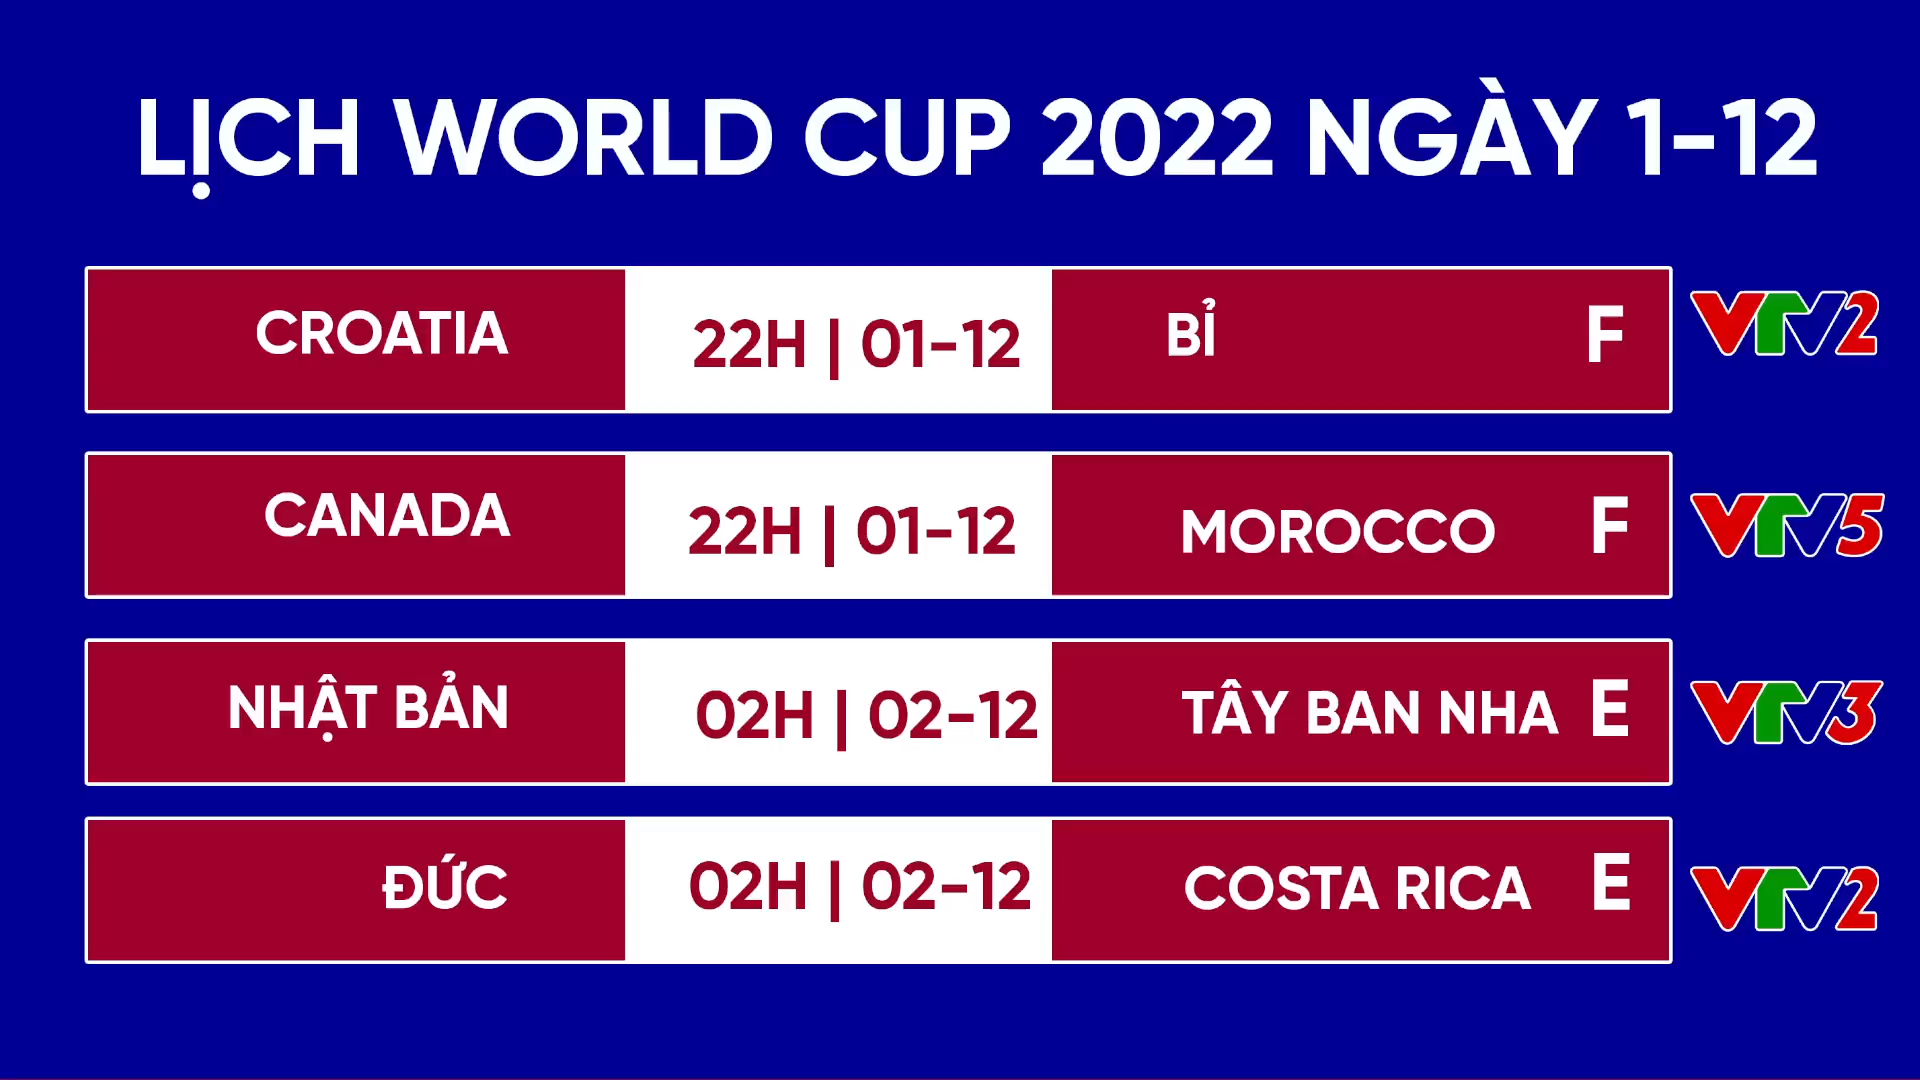 LỊCH WORLD CUP 2022 NGÀY 1-12
CROATIA 22H | 01-12 BỈ F VTV2
CANADA 22H | 01-12 MOROCCO F VTV5
NHẬT BẢN 02H | 02-12 TÂY BAN NHA E VTV3
ĐỨC 02H | 02-12 COSTA RICA E VTV2